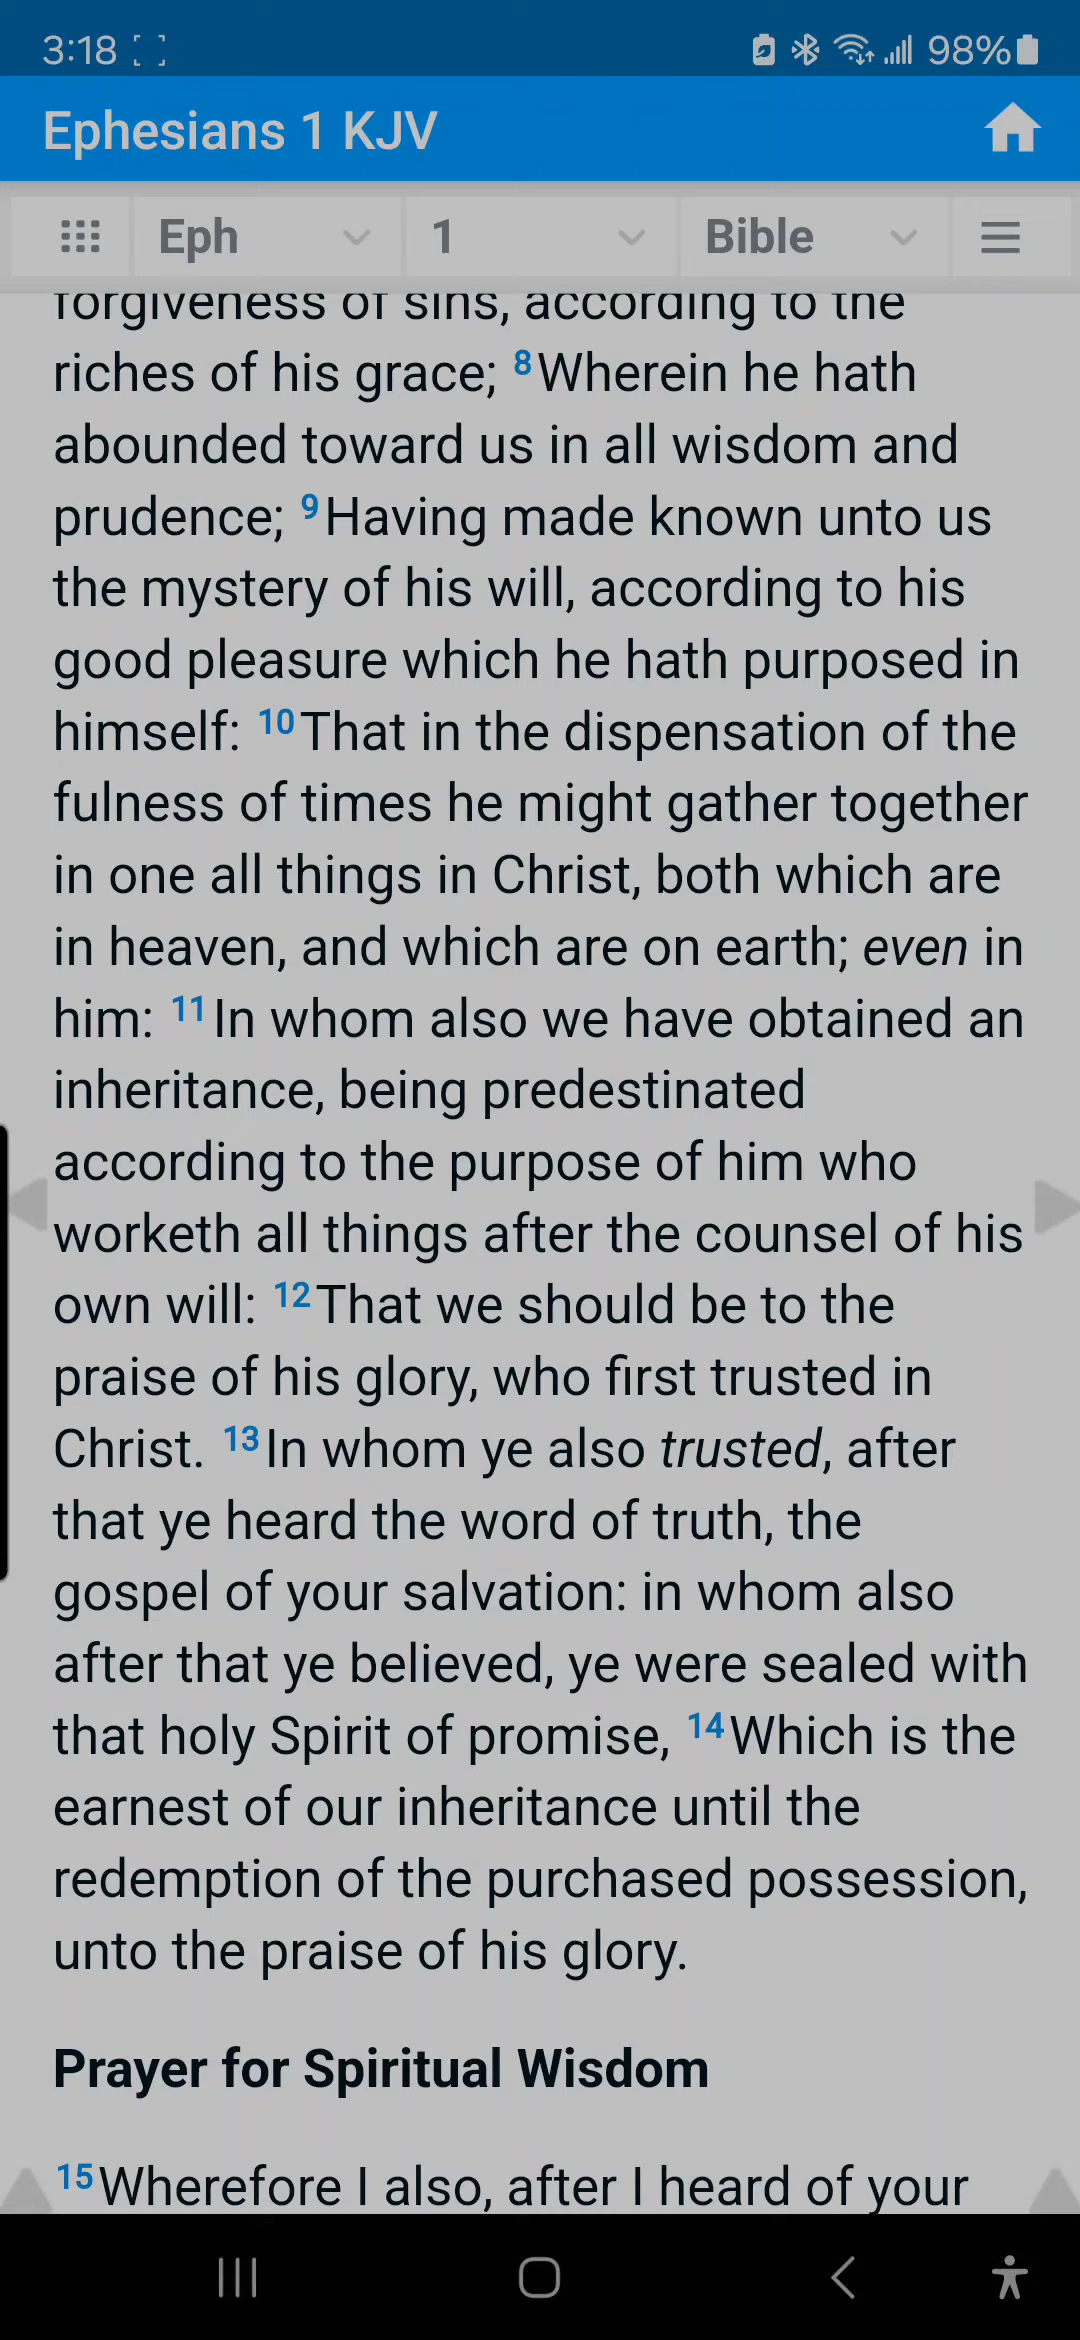 3:18 98%
Ephesians 1 KJV
Eph 1 Bible
forgiveness of sins, according to the
riches of his grace; 8 Wherein he hath
abounded toward us in all wisdom and
prudence; 9 Having made known unto us
the mystery of his will, according to his
good pleasure which he hath purposed in
himself: 10 That in the dispensation of the
fulness of times he might gather together
in one all things in Christ, both which are
in heaven, and which are on earth; even in
him: 11 In whom also we have obtained an
inheritance, being predestinated
according to the purpose of him who
worketh all things after the counsel of his
own will: 12 That we should be to the
praise of his glory, who first trusted in
Christ. 13 In whom ye also trusted, after
that ye heard the word of truth, the
gospel of your salvation: in whom also
after that ye believed, ye were sealed with
that holy Spirit of promise, 14 Which is the
earnest of our inheritance until the
redemption of the purchased possession,
unto the praise of his glory.
Prayer for Spiritual Wisdom
15 Wherefore I also, after I heard of your